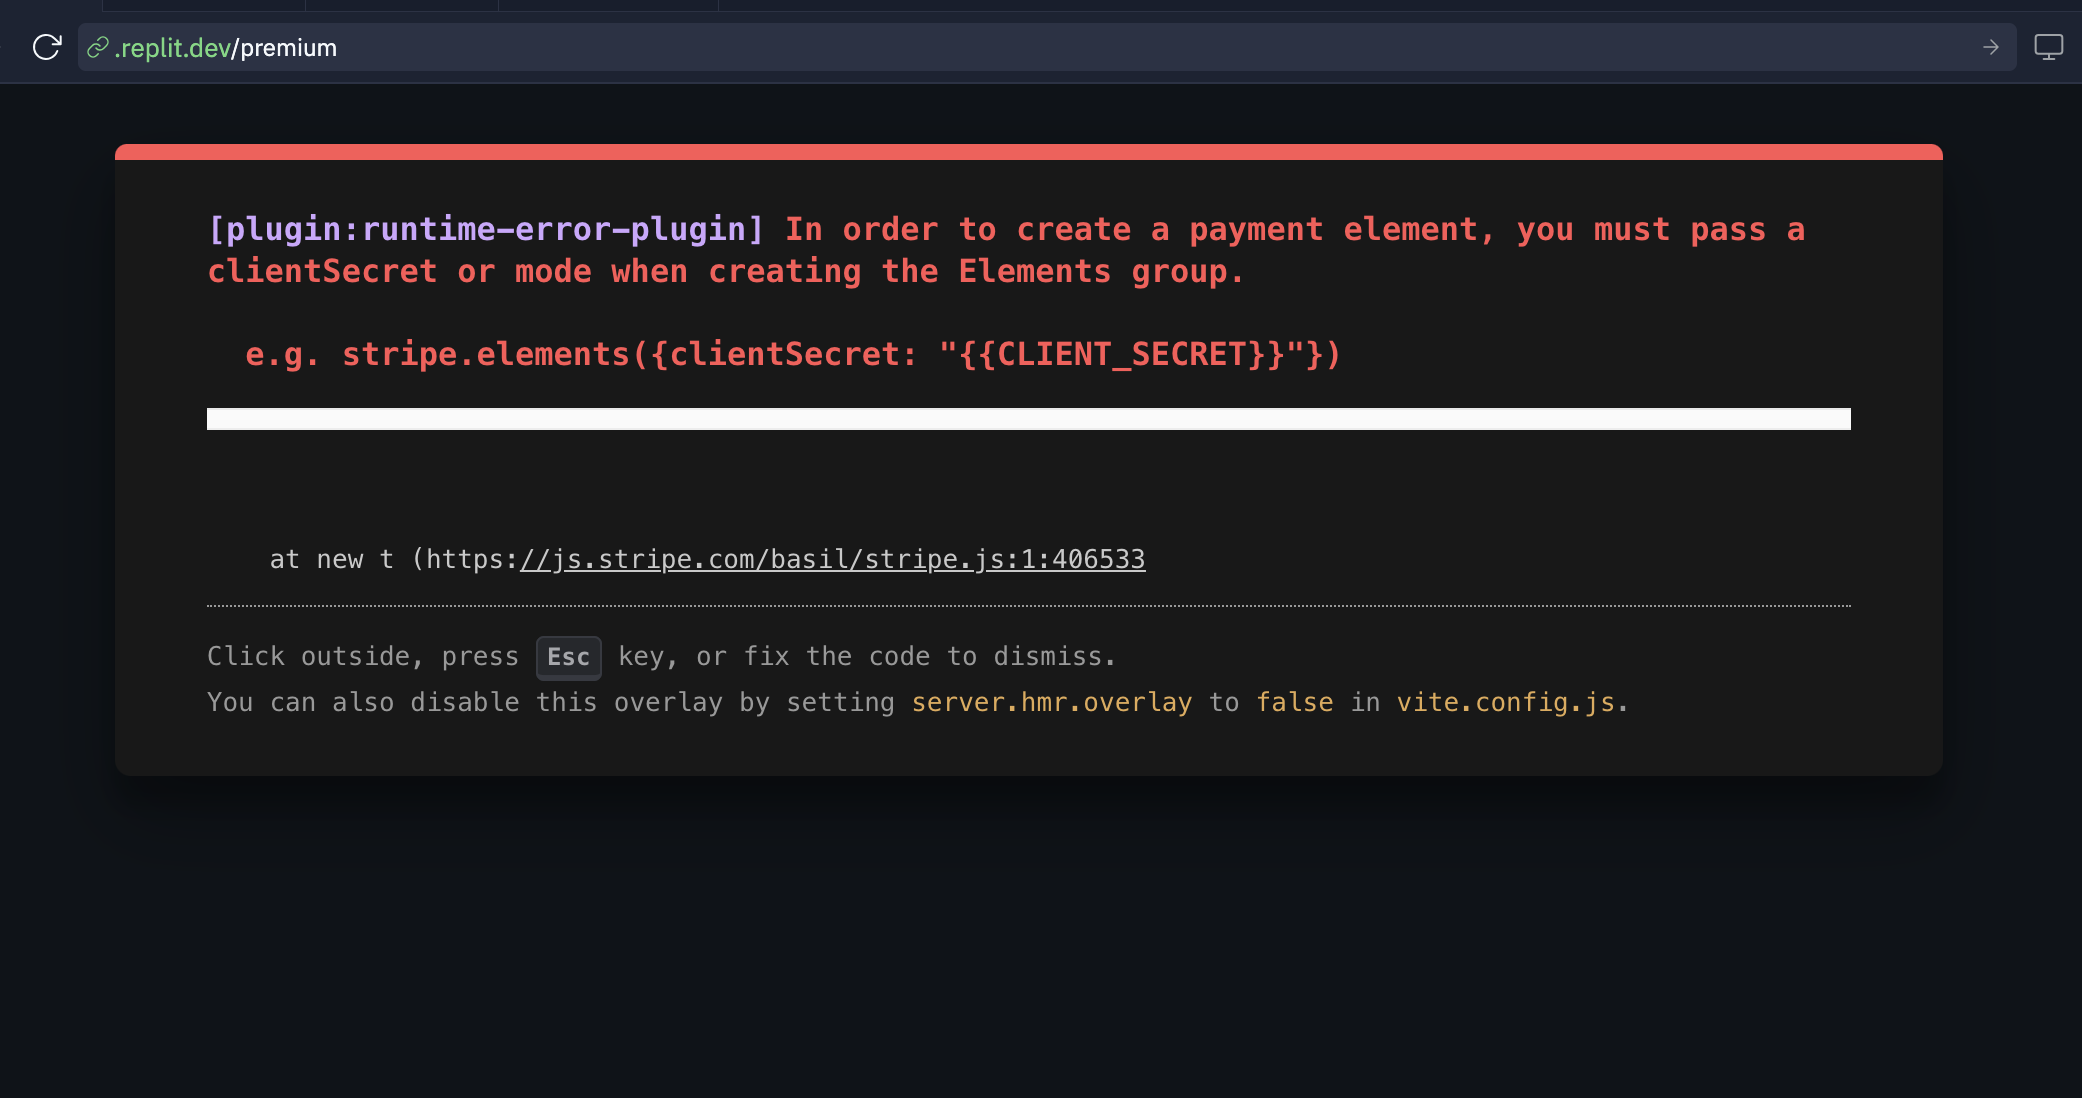 .replit.dev/premium
[plugin:runtime-error-plugin] In order to create a payment element, you must pass a
clientSecret or mode when creating the Elements group.
e.g. stripe.elements({clientSecret: "{{CLIENT_SECRET}}"})
at new t (https://js.stripe.com/basil/stripe.js:1:406533
Click outside, press Esc key, or fix the code to dismiss.
You can also disable this overlay by setting server.hmr.overlay to false in vite.config.js.